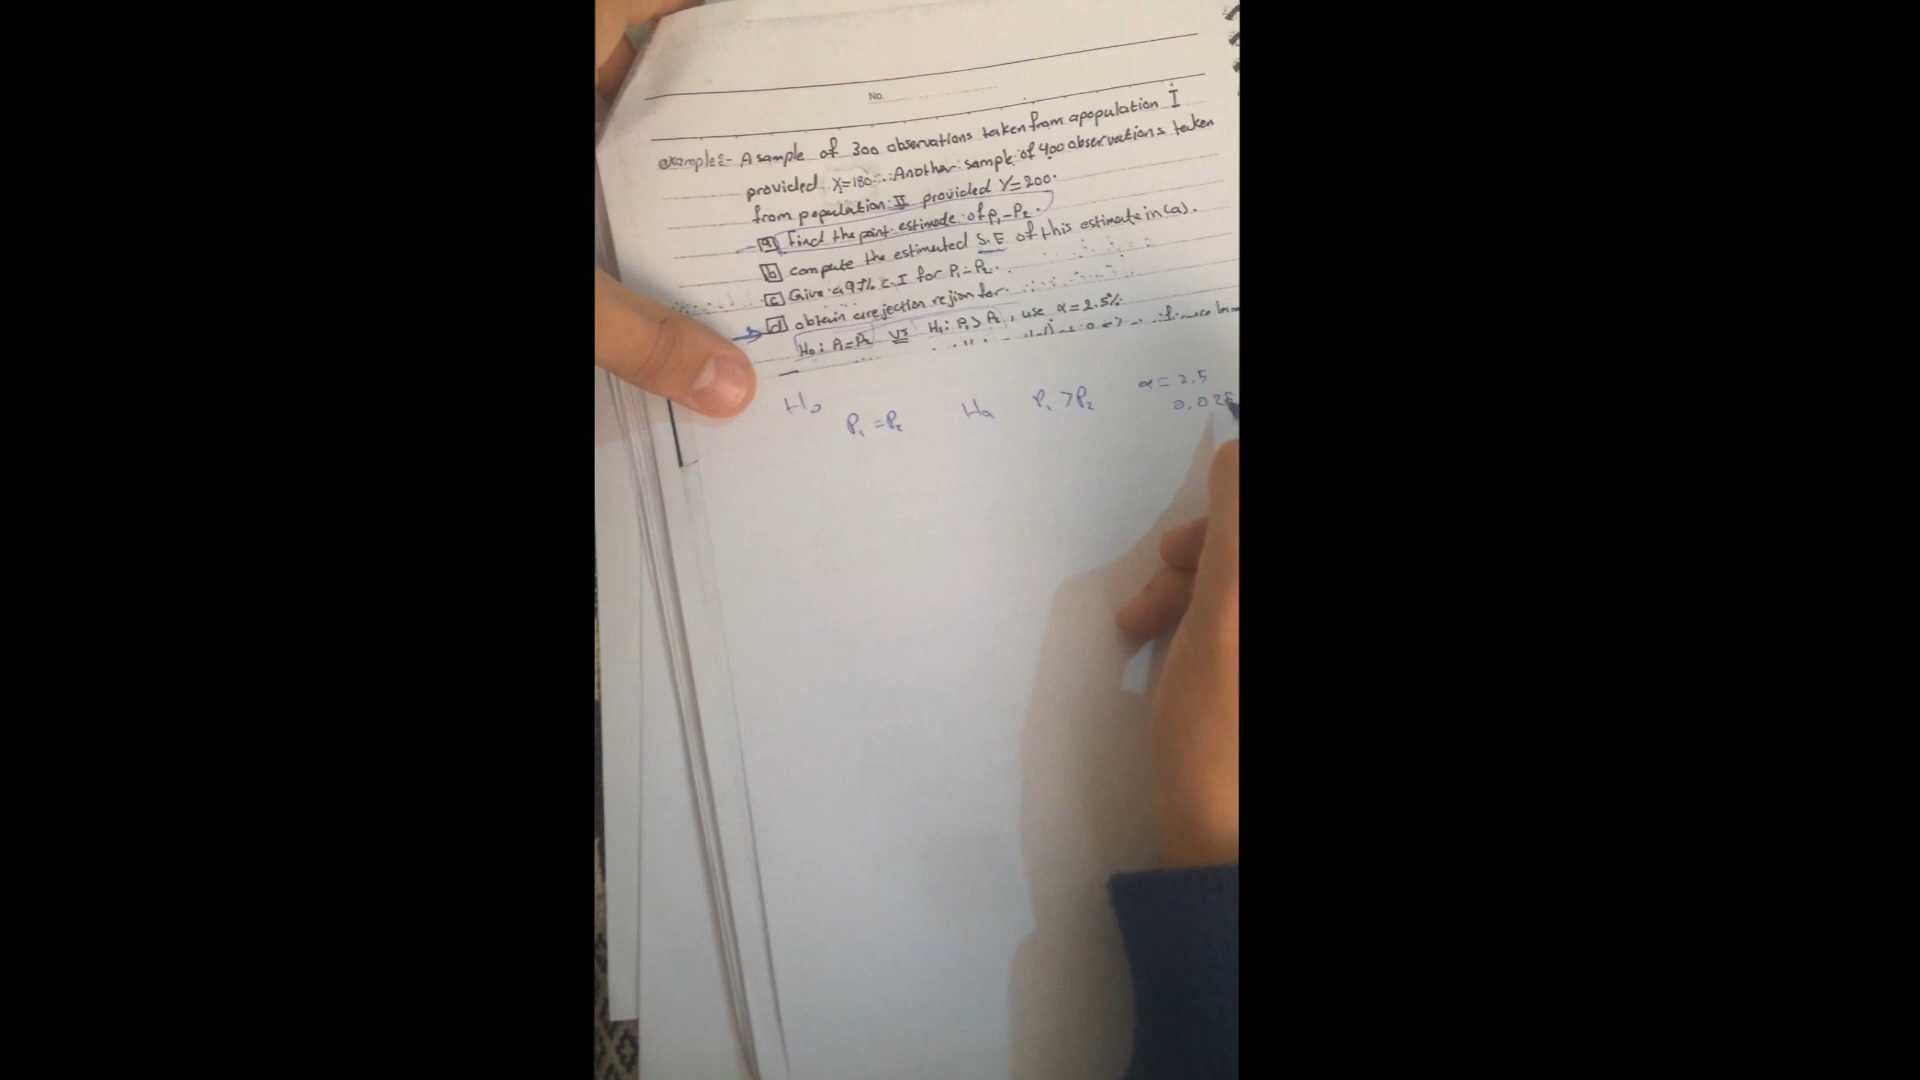 No
example:- A sample of 300 observations taken from apopulation I
provided X=180. Another sample of 400 observations taken
from population II provided Y=200.
a Find the point estimate of P₁-P₂.
b compute the estimated S.E of this estimate in (a).
c Give a 97% C.I for P₁-P₂.
d obtain a rejection rejion for
H₀: P₁=P₂ vs H₁: P₁>P₂, use α=2.5%
H₀ P₁=P₂ Ha P₁>P₂ α=2.5
0.025